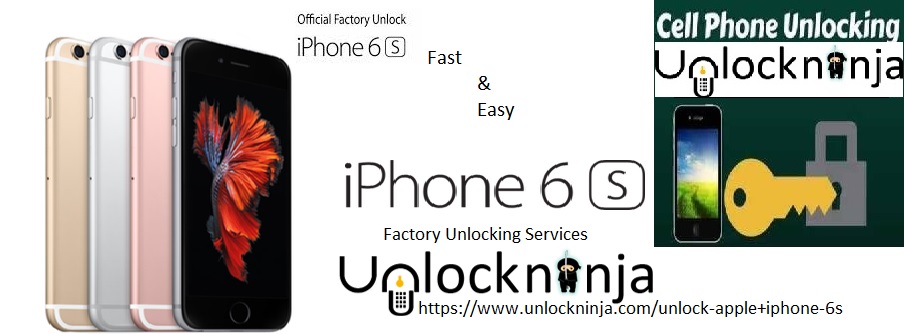 Official Factory Unlock
iPhone 6 S
Fast
&
Easy
iPhone 6 S
Factory Unlocking Services
Unlockninja
https://www.unlockninja.com/unlock-apple+iphone-6s
Cell Phone Unlocking
Unlockninja